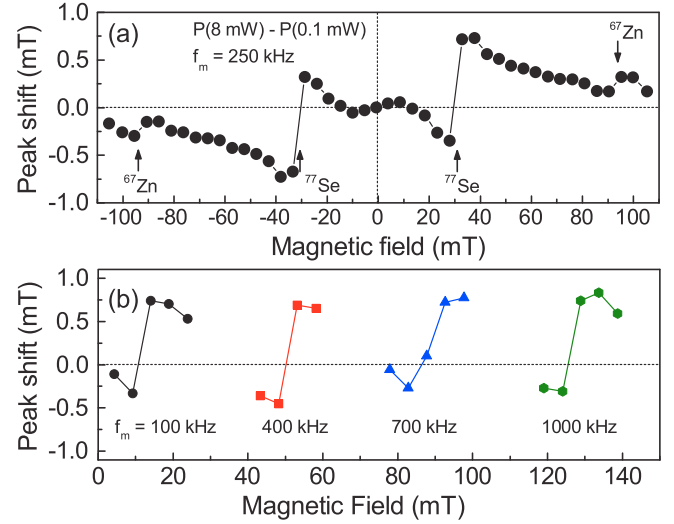 (a)
P(8 mW) - P(0.1 mW)
fm = 250 kHz
67Zn
67Zn
77Se
77Se
1.0
0.5
0.0
-0.5
-1.0
Peak shift (mT)
-100 -80 -60 -40 -20 0 20 40 60 80 100
Magnetic field (mT)
(b)
1.0
0.5
0.0
-0.5
-1.0
Peak shift (mT)
fm = 100 kHz
400 kHz
700 kHz
1000 kHz
0 20 40 60 80 100 120 140
Magnetic Field (mT)